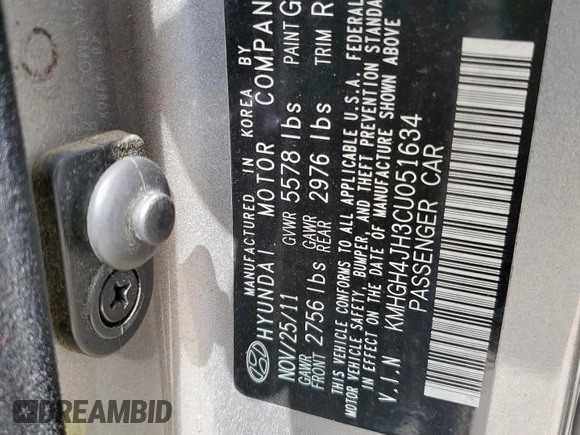 MANUFACTURED IN KOREA BY
HYUNDAI MOTOR COMPAN
NOV/25/11 GVWR 5578 lbs PAINT
GAWR FRONT 2756 lbs GAWR REAR 2976 lbs TRIM
THIS VEHICLE CONFORMS TO ALL APPLICABLE U.S.A. FEDERAL
MOTOR VEHICLE SAFETY, BUMPER, AND THEFT PREVENTION STANDA
IN EFFECT ON THE DATE OF MANUFACTURE SHOWN ABOVE
V.I.N KMHGH4JH3CU051634
PASSENGER CAR
DREAMBID